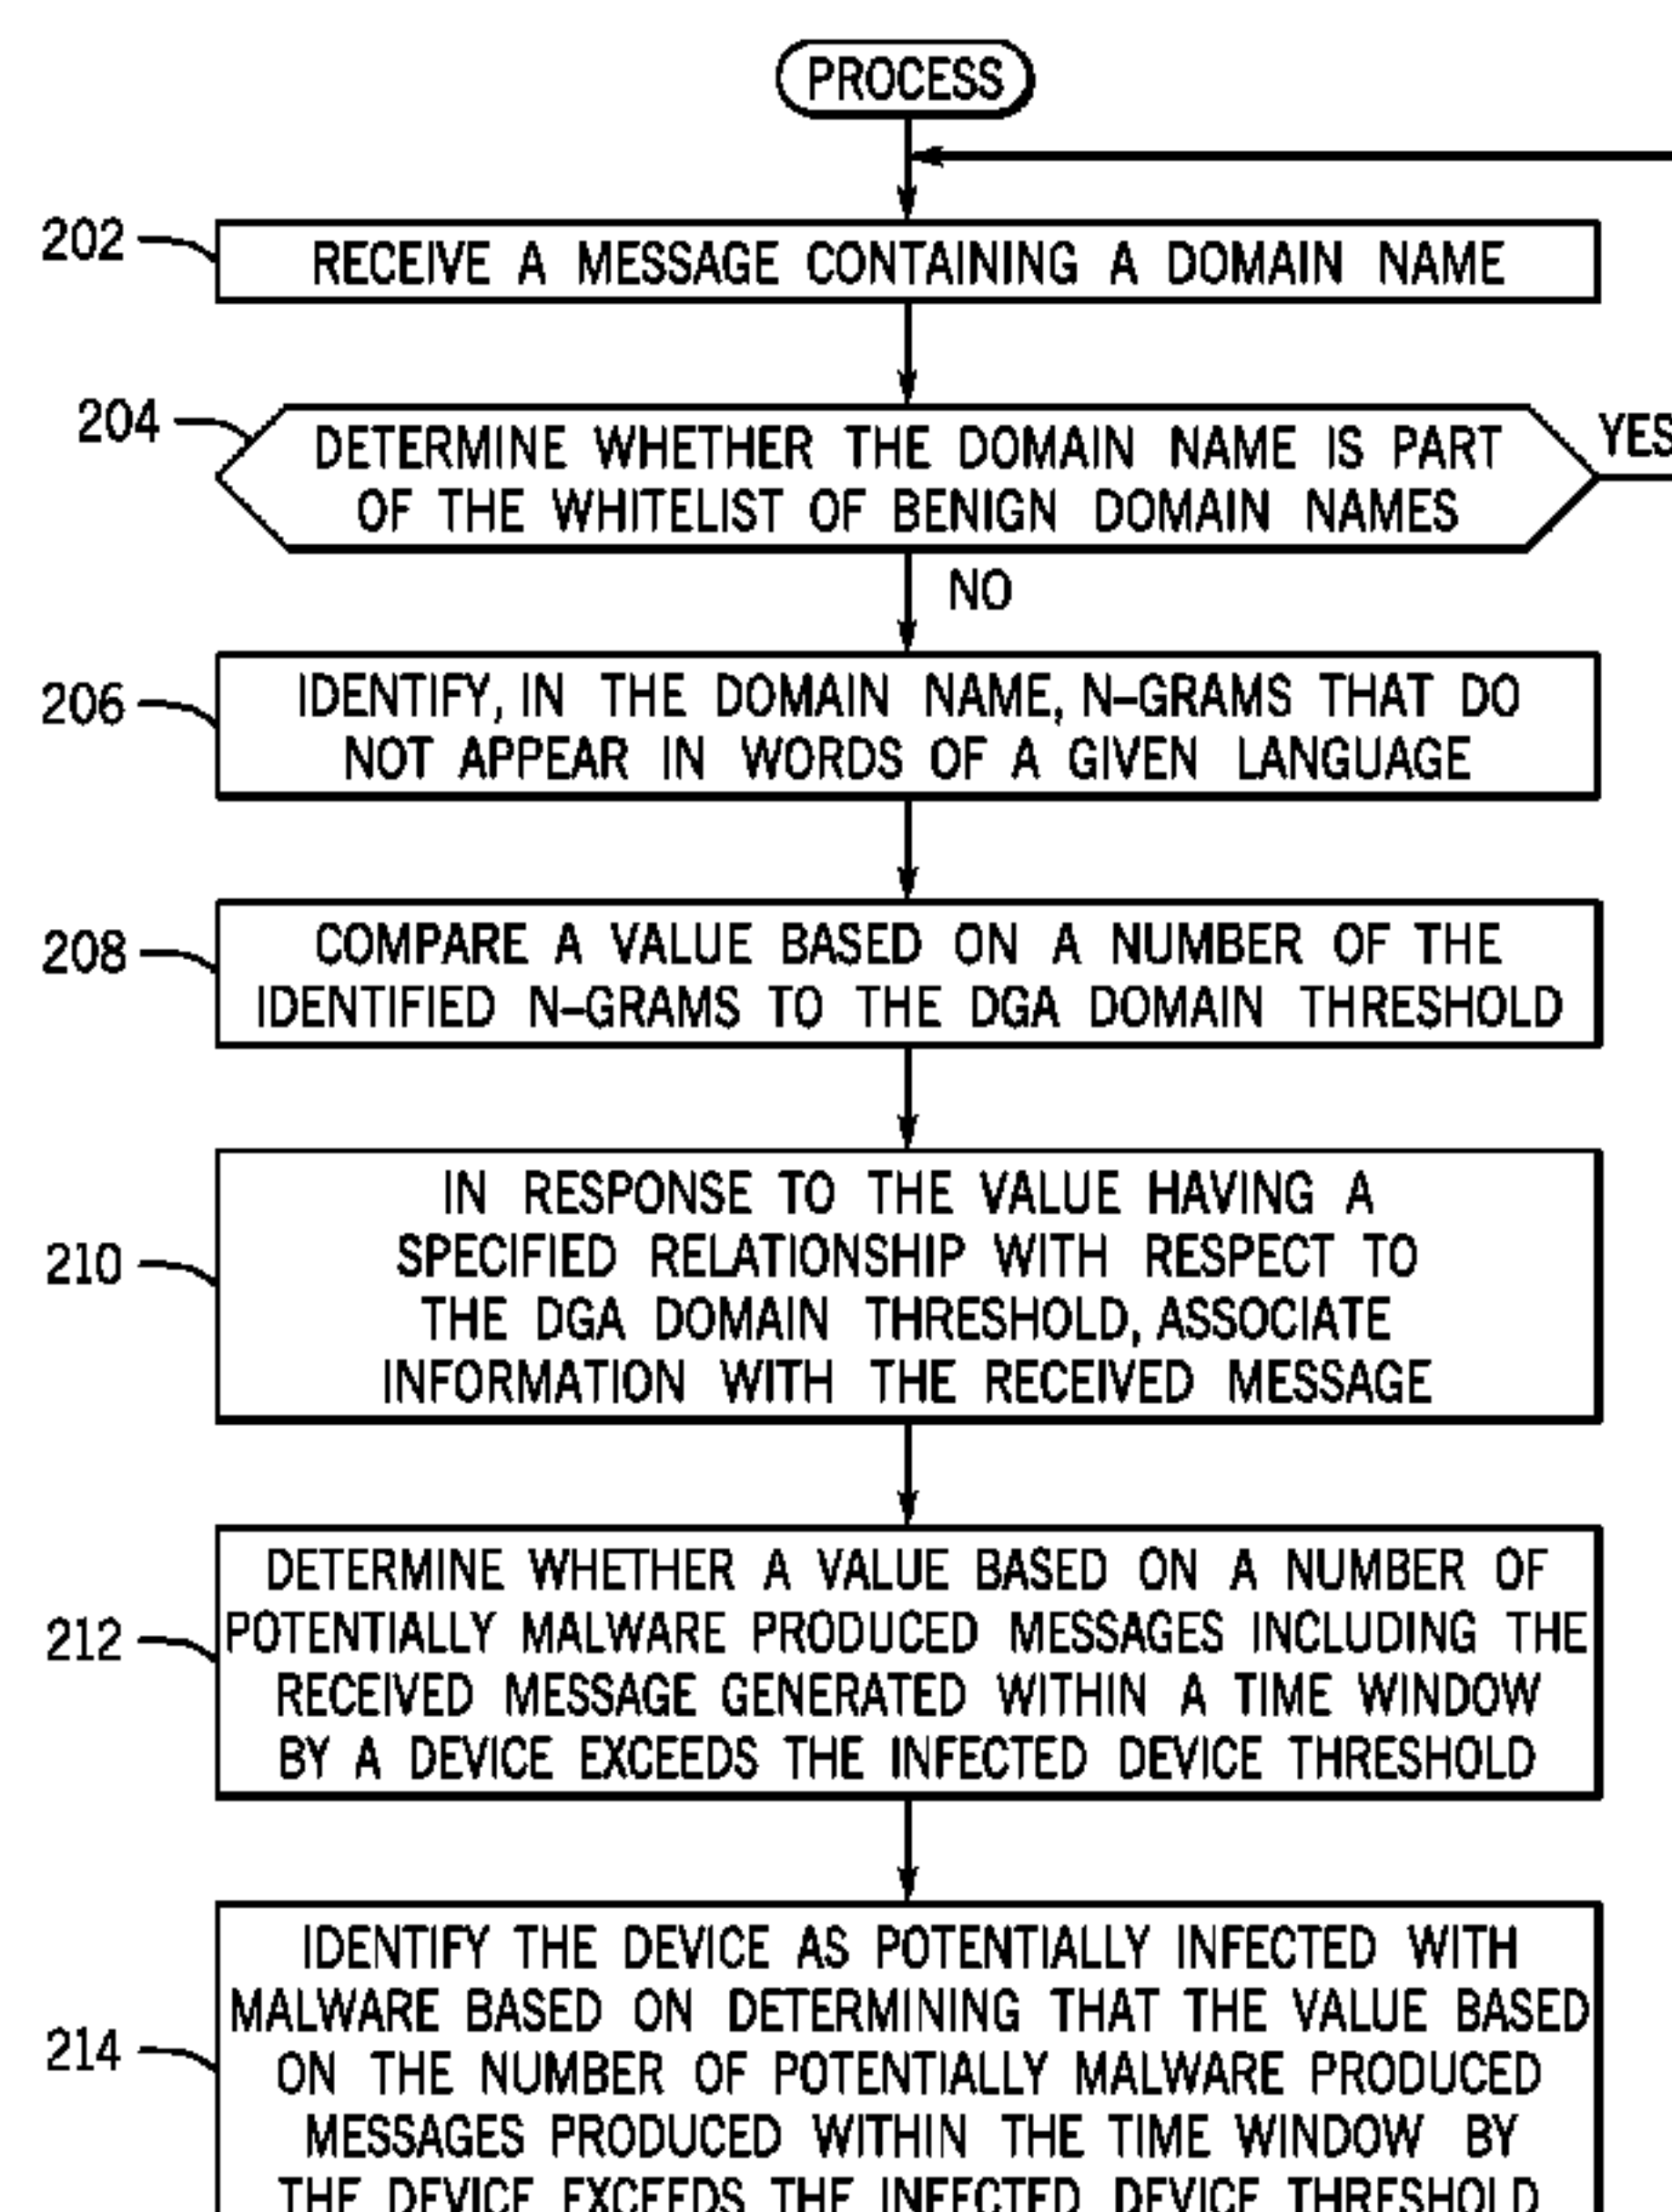 PROCESS
202
RECEIVE A MESSAGE CONTAINING A DOMAIN NAME
204
DETERMINE WHETHER THE DOMAIN NAME IS PART
OF THE WHITELIST OF BENIGN DOMAIN NAMES
YES
NO
206
IDENTIFY, IN THE DOMAIN NAME, N-GRAMS THAT DO
NOT APPEAR IN WORDS OF A GIVEN LANGUAGE
208
COMPARE A VALUE BASED ON A NUMBER OF THE
IDENTIFIED N-GRAMS TO THE DGA DOMAIN THRESHOLD
210
IN RESPONSE TO THE VALUE HAVING A
SPECIFIED RELATIONSHIP WITH RESPECT TO
THE DGA DOMAIN THRESHOLD, ASSOCIATE
INFORMATION WITH THE RECEIVED MESSAGE
212
DETERMINE WHETHER A VALUE BASED ON A NUMBER OF
POTENTIALLY MALWARE PRODUCED MESSAGES INCLUDING THE
RECEIVED MESSAGE GENERATED WITHIN A TIME WINDOW
BY A DEVICE EXCEEDS THE INFECTED DEVICE THRESHOLD
214
IDENTIFY THE DEVICE AS POTENTIALLY INFECTED WITH
MALWARE BASED ON DETERMINING THAT THE VALUE BASED
ON THE NUMBER OF POTENTIALLY MALWARE PRODUCED
MESSAGES PRODUCED WITHIN THE TIME WINDOW BY
THE DEVICE EXCEEDS THE INFECTED DEVICE THRESHOLD